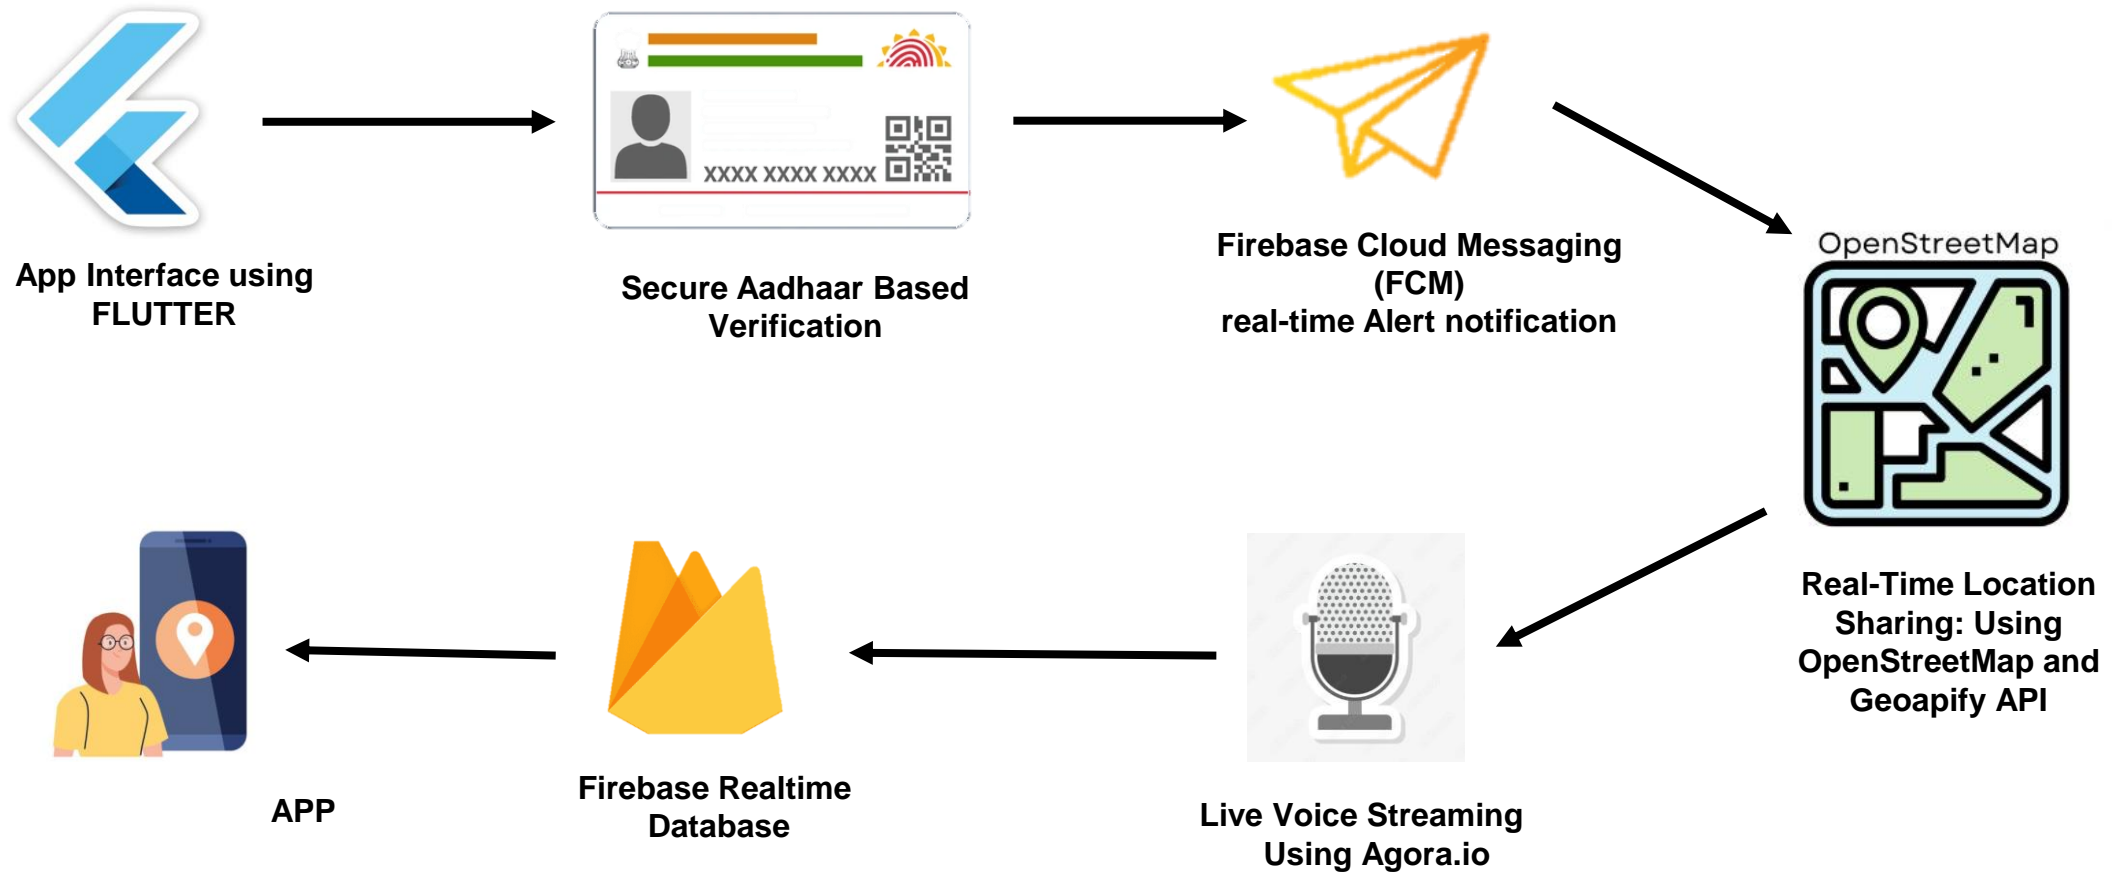 App Interface using
FLUTTER
XXXX XXXX XXXX
Secure Aadhaar Based
Verification
Firebase Cloud Messaging
(FCM)
real-time Alert notification
OpenStreetMap
Real-Time Location
Sharing: Using
OpenStreetMap and
Geoapify API
Live Voice Streaming
Using Agora.io
Firebase Realtime
Database
APP